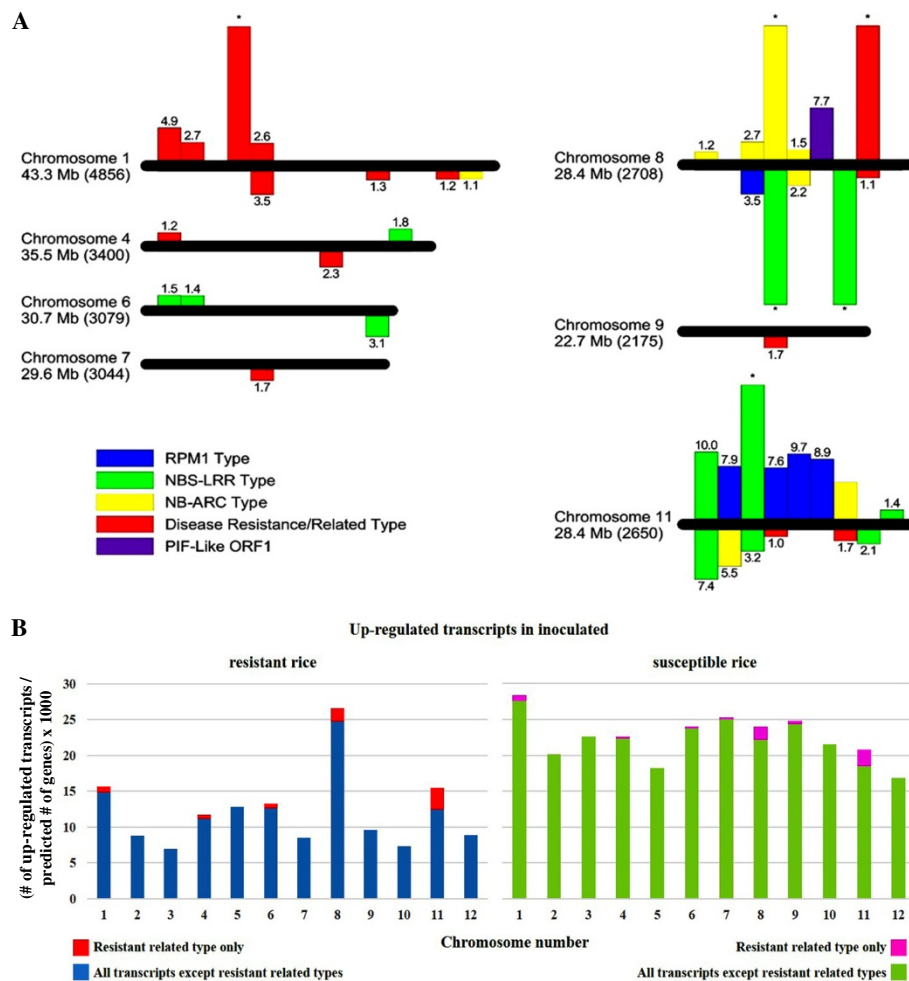 A
*
4.9
2.7
2.6
Chromosome 1
43.3 Mb (4856)
3.5
1.3
1.2
1.1
1.2
1.8
Chromosome 4
35.5 Mb (3400)
2.3
1.5
1.4
Chromosome 6
30.7 Mb (3079)
3.1
Chromosome 7
29.6 Mb (3044)
1.7
RPM1 Type
NBS-LRR Type
NB-ARC Type
Disease Resistance/Related Type
PIF-Like ORF1
*
*
1.2
2.7
1.5
7.7
Chromosome 8
28.4 Mb (2708)
3.5
2.2
1.1
*
*
Chromosome 9
22.7 Mb (2175)
1.7
*
10.0
7.9
7.6
9.7
8.9
1.4
Chromosome 11
28.4 Mb (2650)
7.4
5.5
3.2
1.0
1.7
2.1
B
Up-regulated transcripts in inoculated
resistant rice
susceptible rice
(# of up-regulated transcripts /
predicted # of genes) x 1000
30
25
20
15
10
5
0
1 2 3 4 5 6 7 8 9 10 11 12
1 2 3 4 5 6 7 8 9 10 11 12
Chromosome number
Resistant related type only
All transcripts except resistant related types
Resistant related type only
All transcripts except resistant related types